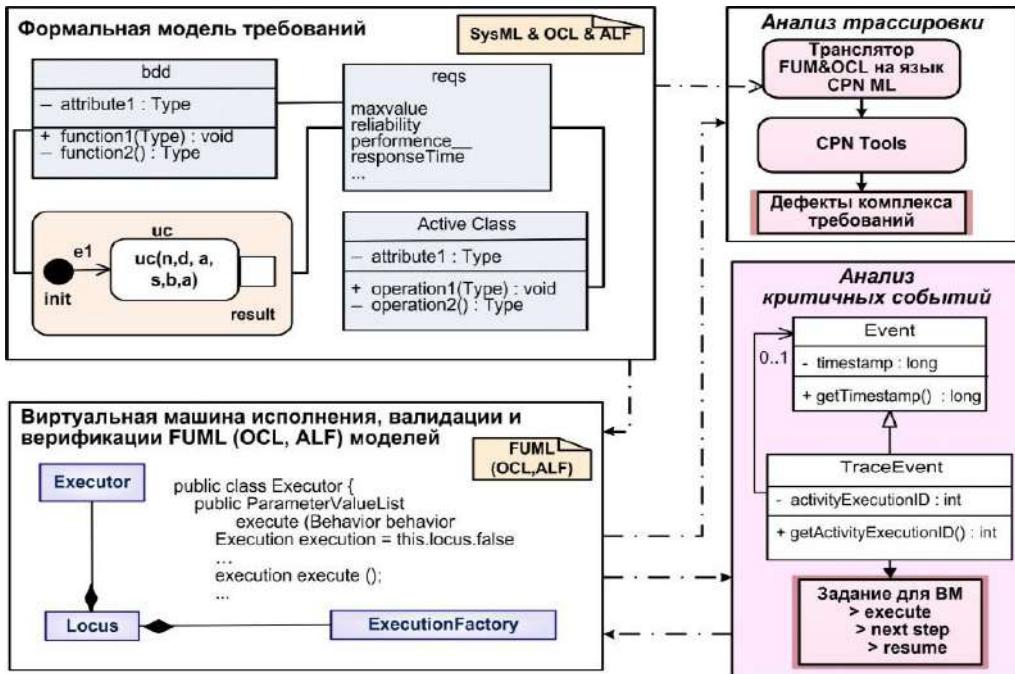 Формальная модель требований
SysML & OCL & ALF
bdd
– attribute1 : Type
+ function1(Type) : void
– function2() : Type
reqs
maxvalue
reliability
performence__
responseTime
...
uc
e1
uc(n,d, a,
s,b,a)
init
result
Active Class
– attribute1 : Type
+ operation1(Type) : void
– operation2() : Type
Анализ трассировки
Транслятор
FUM&OCL на язык
CPN ML
CPN Tools
Дефекты комплекса
требований
Виртуальная машина исполнения, валидации и
верификации FUML (OCL, ALF) моделей
FUML
(OCL,ALF)
Executor
public class Executor {
public ParameterValueList
execute (Behavior behavior
Execution execution = this.locus.false
...
execution execute ();
...
Locus
ExecutionFactory
Анализ
критичных событий
Event
0..1
- timestamp : long
+ getTimestamp() : long
TraceEvent
- activityExecutionID : int
+ getActivityExecutionID() : int
Задание для ВМ
> execute
> next step
> resume